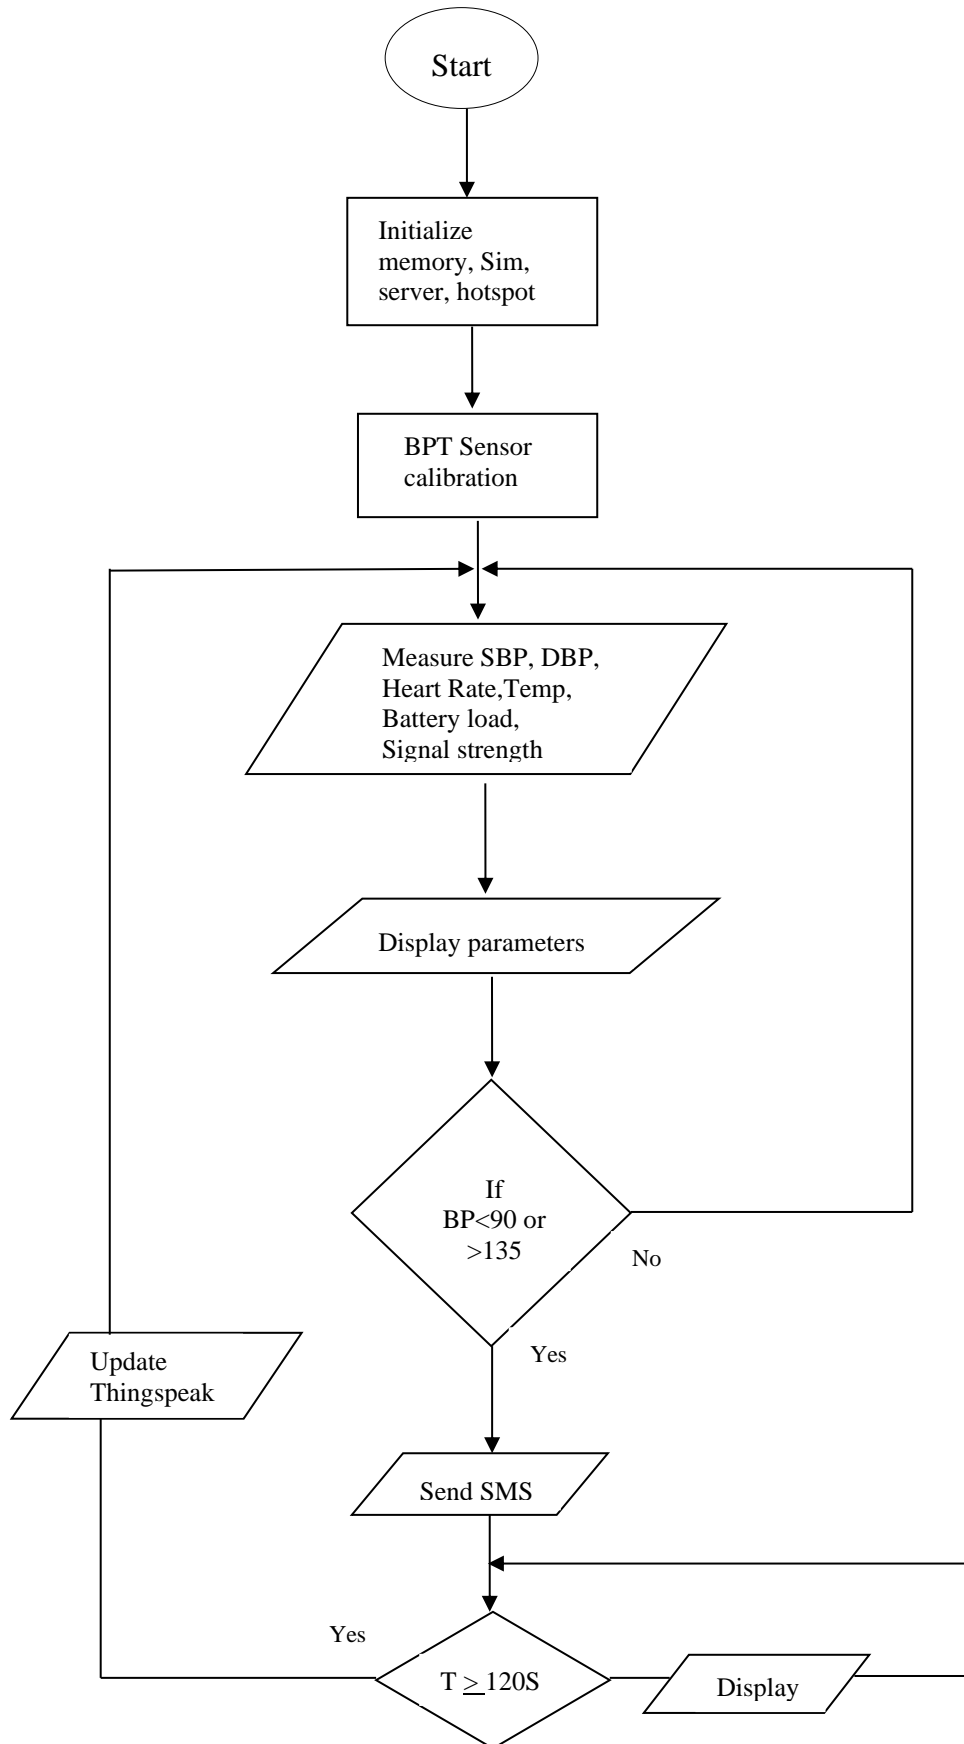 Start
Initialize
memory, Sim,
server, hotspot
BPT Sensor
calibration
Measure SBP, DBP,
Heart Rate,Temp,
Battery load,
Signal strength
Display parameters
If
BP<90 or
>135
No
Yes
Update
Thingspeak
Send SMS
Yes
T ≥ 120S
Display